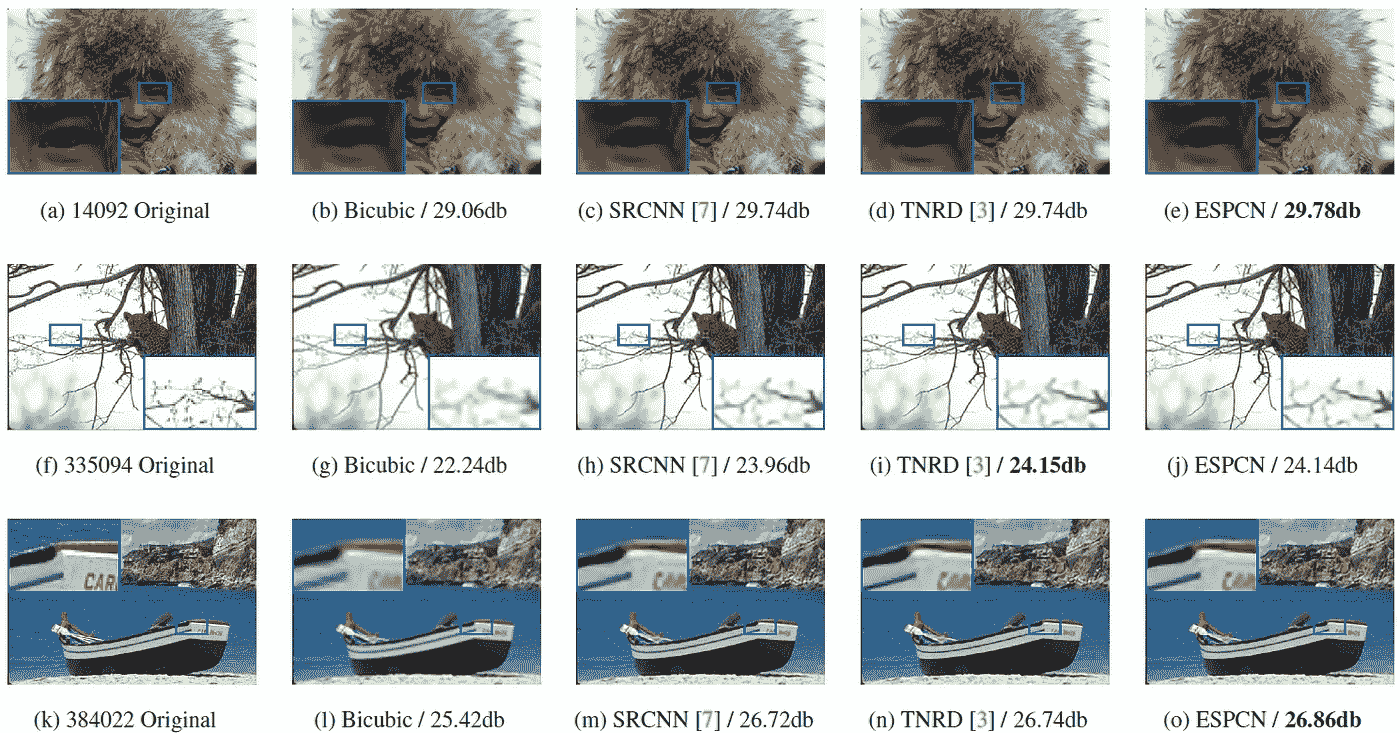 (a) 14092 Original
(b) Bicubic / 29.06db
(c) SRCNN [7] / 29.74db
(d) TNRD [3] / 29.74db
(e) ESPCN / 29.78db
(f) 335094 Original
(g) Bicubic / 22.24db
(h) SRCNN [7] / 23.96db
(i) TNRD [3] / 24.15db
(j) ESPCN / 24.14db
CAR
(k) 384022 Original
(l) Bicubic / 25.42db
(m) SRCNN [7] / 26.72db
(n) TNRD [3] / 26.74db
(o) ESPCN / 26.86db